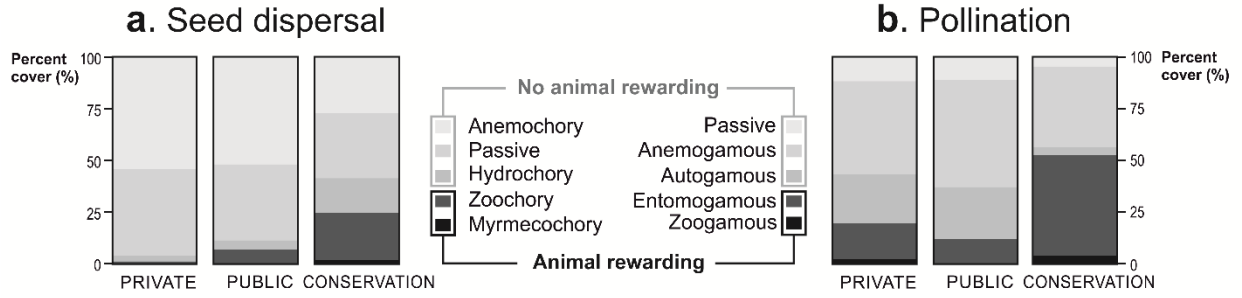 a. Seed dispersal
Percent cover (%)
100
75
50
25
0
PRIVATE
PUBLIC
CONSERVATION
No animal rewarding
Anemochory
Passive
Hydrochory
Zoochory
Myrmecochory
Passive
Anemogamous
Autogamous
Entomogamous
Zoogamous
Animal rewarding
b. Pollination
Percent
cover (%)
100
75
50
25
0
PRIVATE
PUBLIC
CONSERVATION